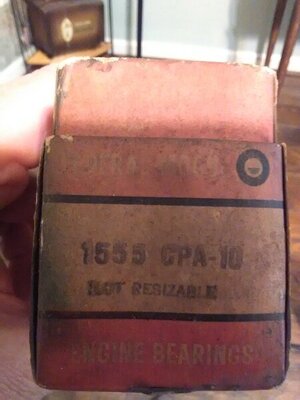 1555 CPA-10
NOT RESIZABLE
ENGINE BEARINGS